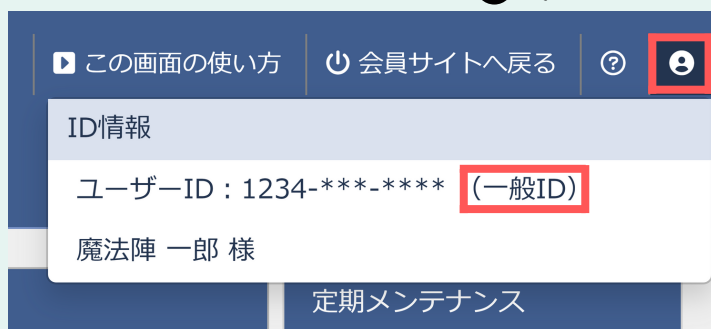 この画面の使い方 会員サイトへ戻る
ID情報
ユーザーID：1234-***-**** （一般ID）
魔法陣 一郎 様
定期メンテナンス